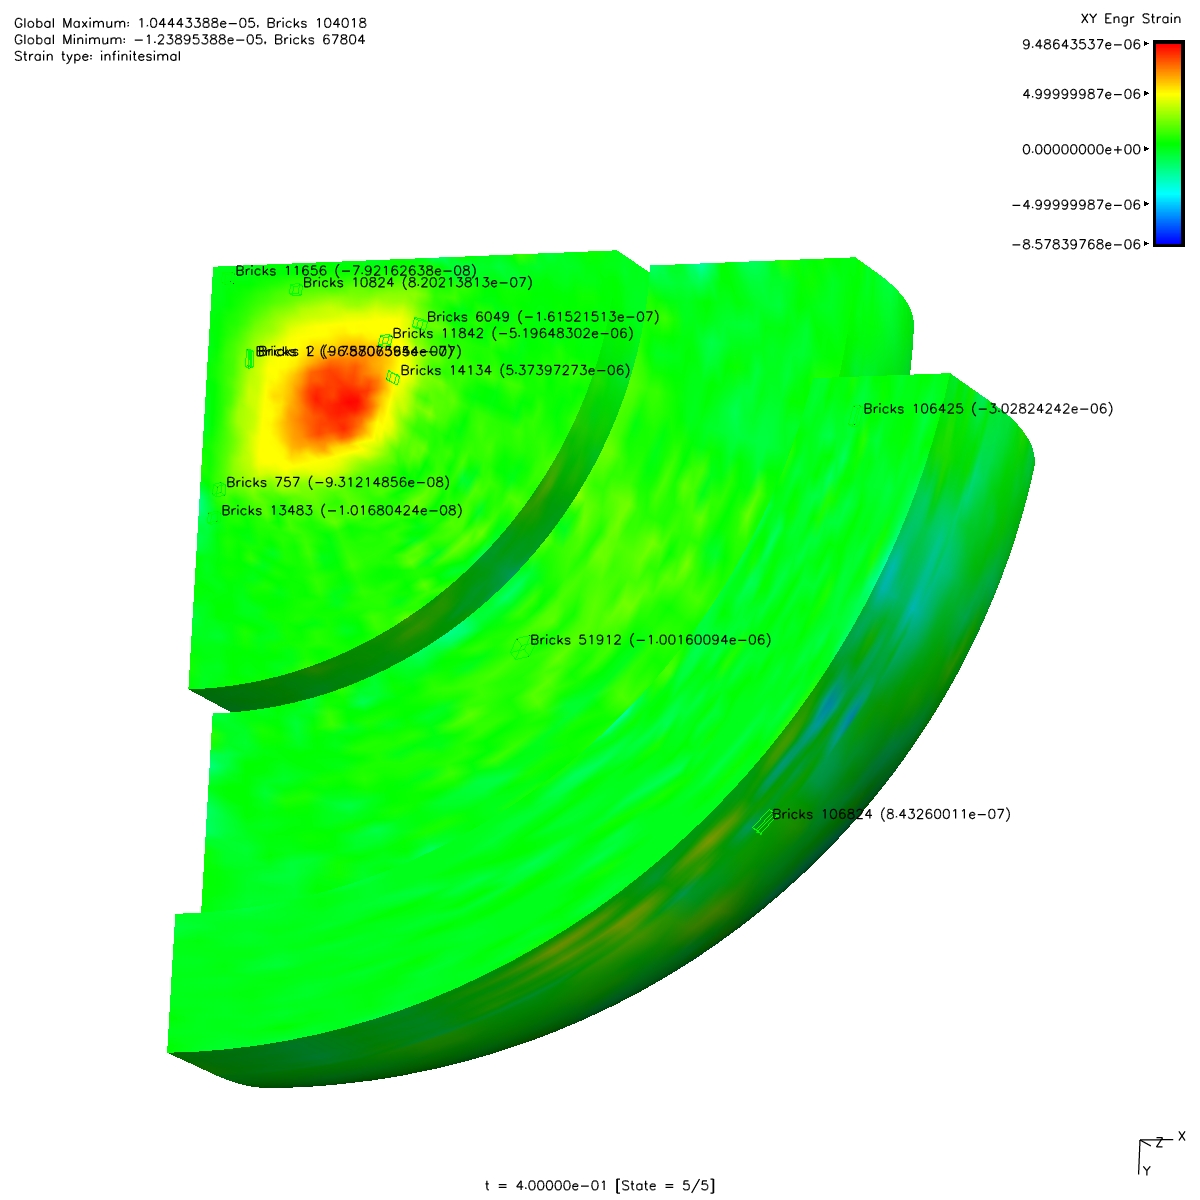 Global Maximum: 1.04443388e-05, Bricks 104018
Global Minimum: -1.23895388e-05, Bricks 67804
Strain type: infinitesimal
XY Engr Strain
9.48643537e-06
4.99999987e-06
0.00000000e+00
-4.99999987e-06
-8.57839768e-06
Bricks 11656 (-7.92162638e-08)
Bricks 10824 (8.20213813e-07)
Bricks 6049 (-1.61521513e-07)
Bricks 11842 (-5.19648302e-06)
Bricks
Bricks 14134 (5.37397273e-06)
Bricks 106425 (-3.02824242e-06)
Bricks 757 (-9.31214856e-08)
Bricks 13483 (-1.01680424e-08)
Bricks 51912 (-1.00160094e-06)
Bricks 106824 (8.43260011e-07)
X
Z
Y
t = 4.00000e-01 [State = 5/5]